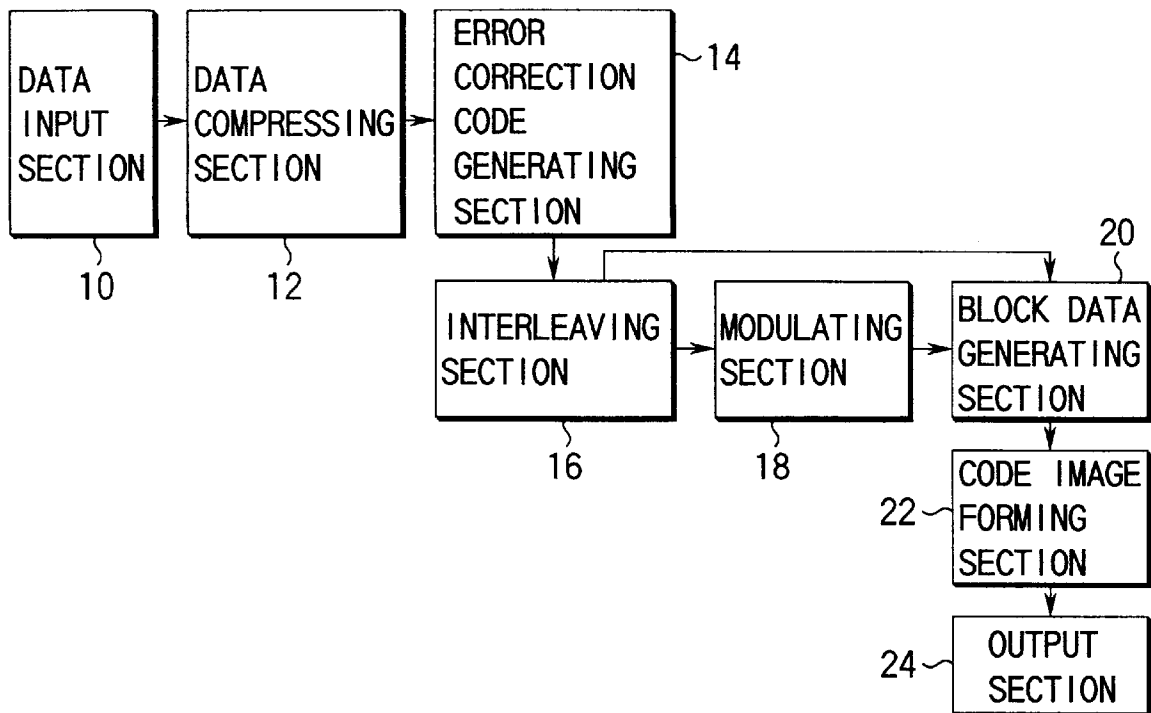 DATA
INPUT
SECTION
10
DATA
COMPRESSING
SECTION
12
ERROR
CORRECTION
CODE
GENERATING
SECTION
14
INTERLEAVING
SECTION
16
MODULATING
SECTION
18
20
BLOCK DATA
GENERATING
SECTION
22
CODE IMAGE
FORMING
SECTION
24
OUTPUT
SECTION